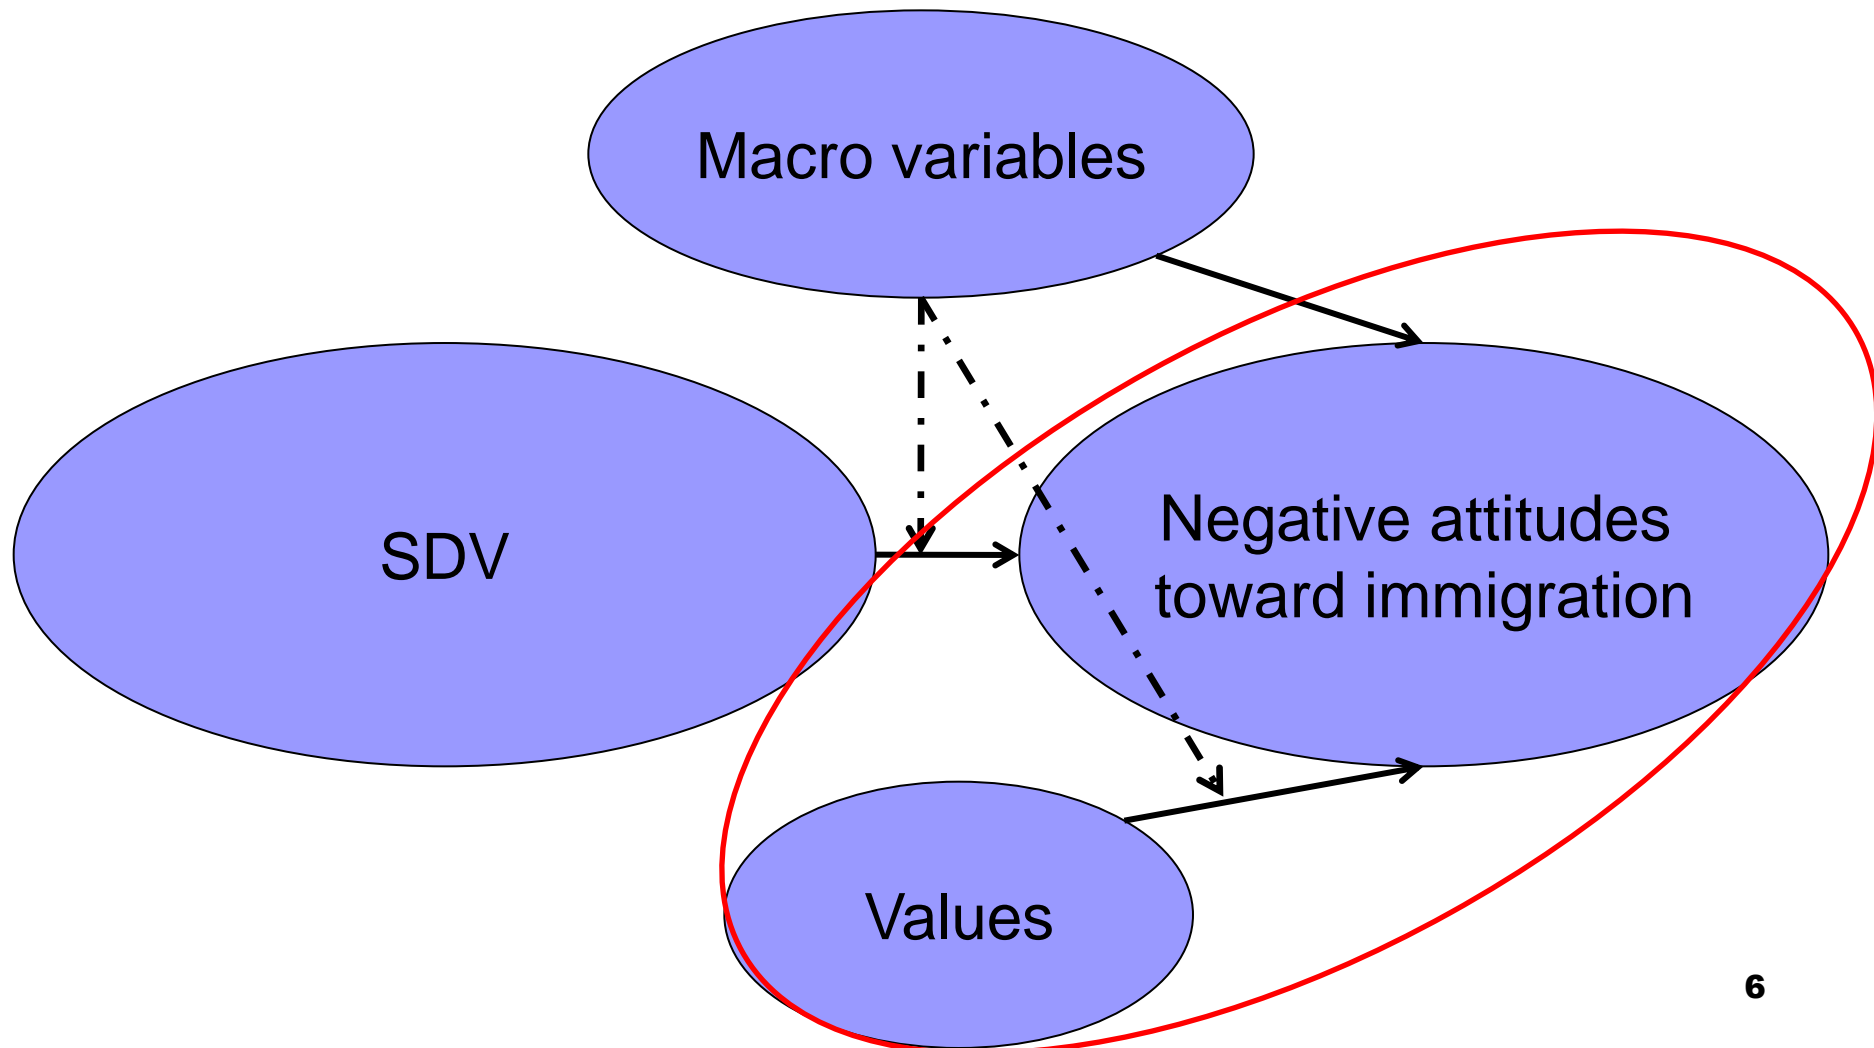 Macro variables
SDV
Negative attitudes
toward immigration
Values
6